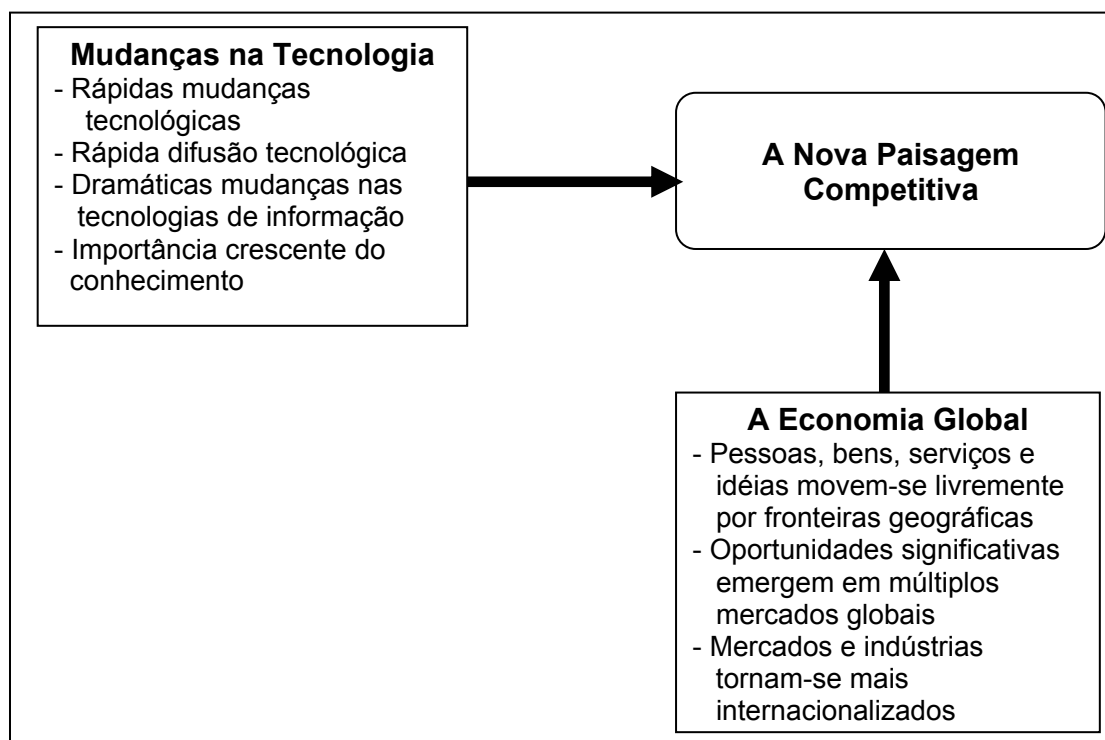 Mudanças na Tecnologia
- Rápidas mudanças
tecnológicas
- Rápida difusão tecnológica
- Dramáticas mudanças nas
tecnologias de informação
- Importância crescente do
conhecimento
A Nova Paisagem
Competitiva
A Economia Global
- Pessoas, bens, serviços e
idéias movem-se livremente
por fronteiras geográficas
- Oportunidades significativas
emergem em múltiplos
mercados globais
- Mercados e indústrias
tornam-se mais
internacionalizados